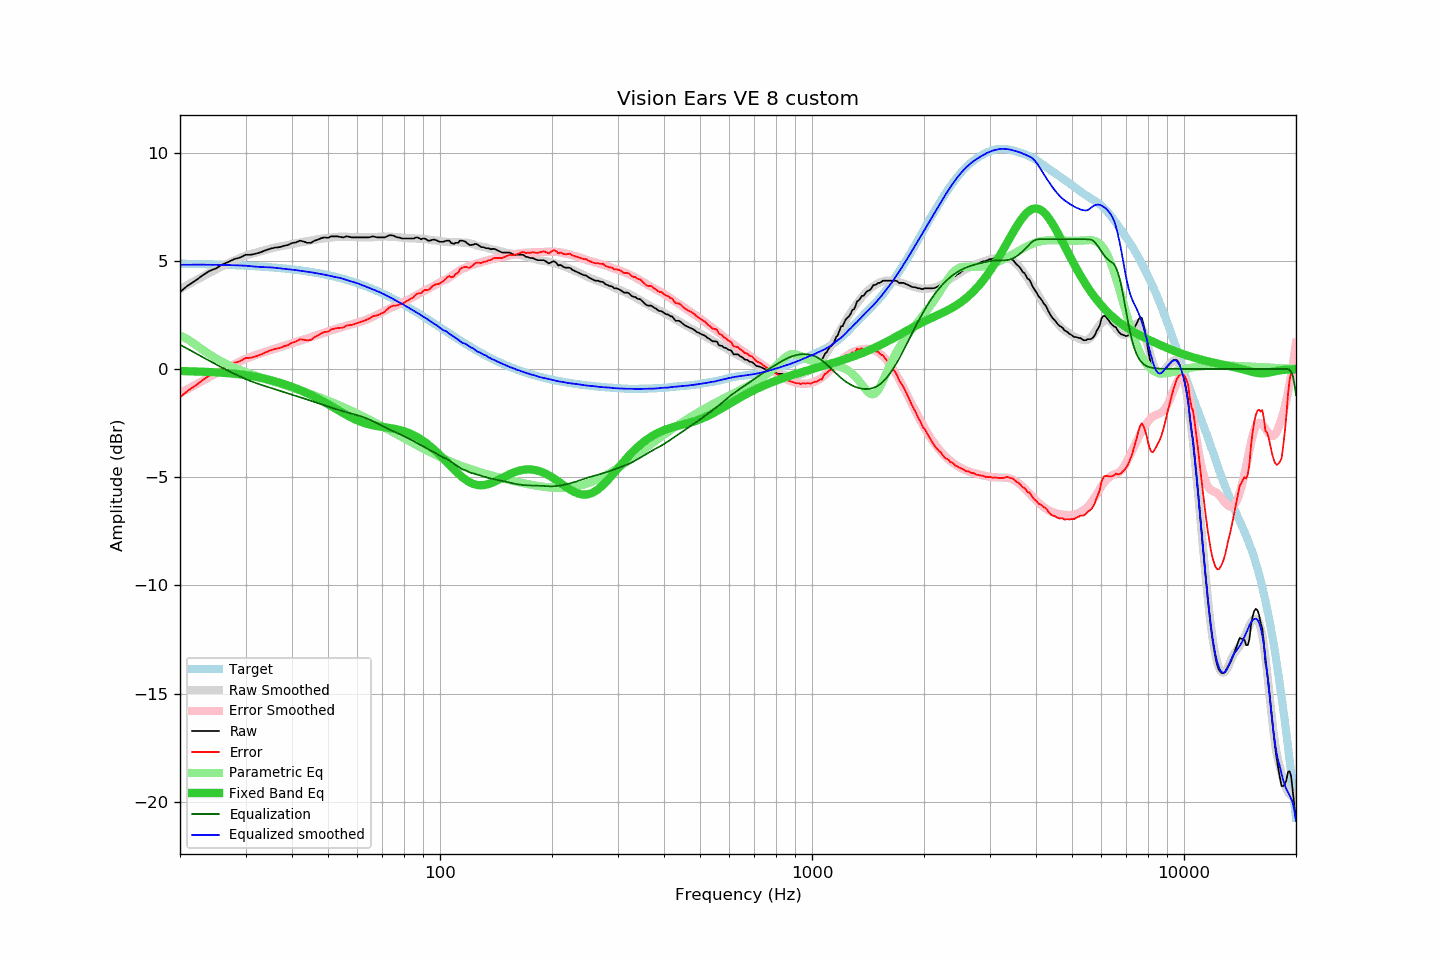 Vision Ears VE 8 custom
10
5
0
−5
−10
−15
−20
Amplitude (dBr)
Target
Raw Smoothed
Error Smoothed
Raw
Error
Parametric Eq
Fixed Band Eq
Equalization
Equalized smoothed
100
1000
10000
Frequency (Hz)